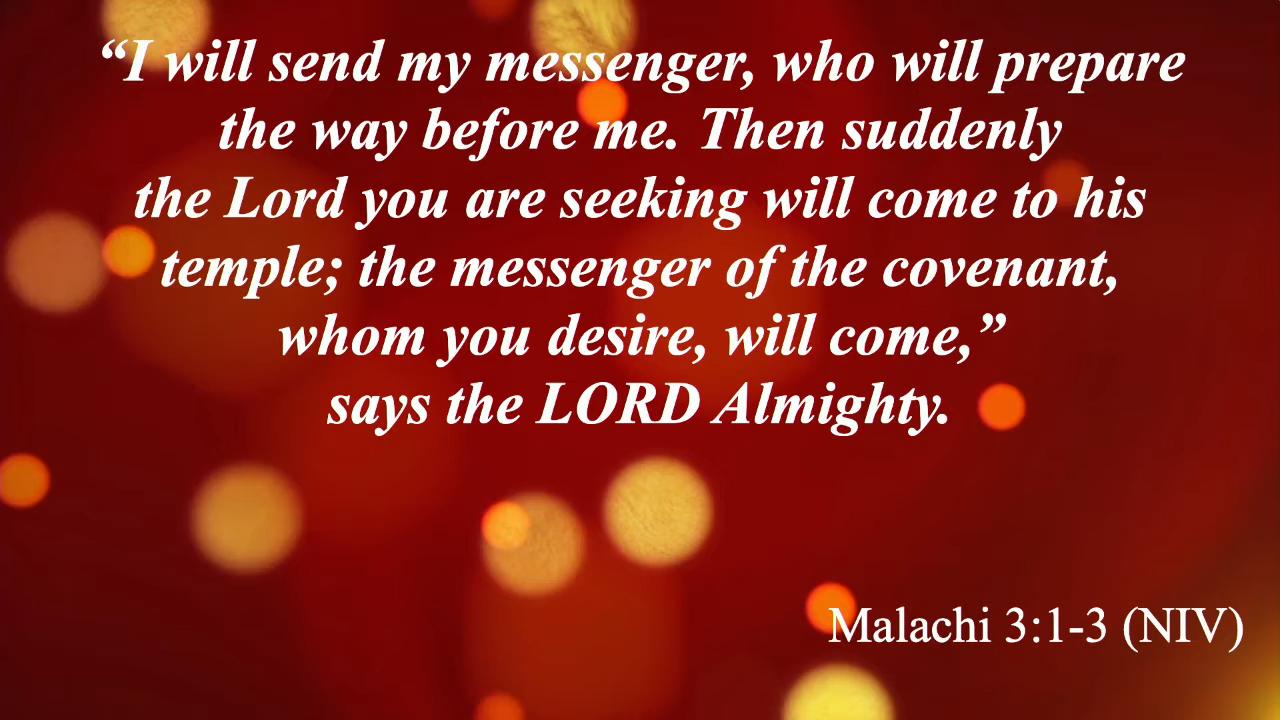 “I will send my messenger, who will prepare
the way before me. Then suddenly
the Lord you are seeking will come to his
temple; the messenger of the covenant,
whom you desire, will come,”
says the LORD Almighty.
Malachi 3:1-3 (NIV)